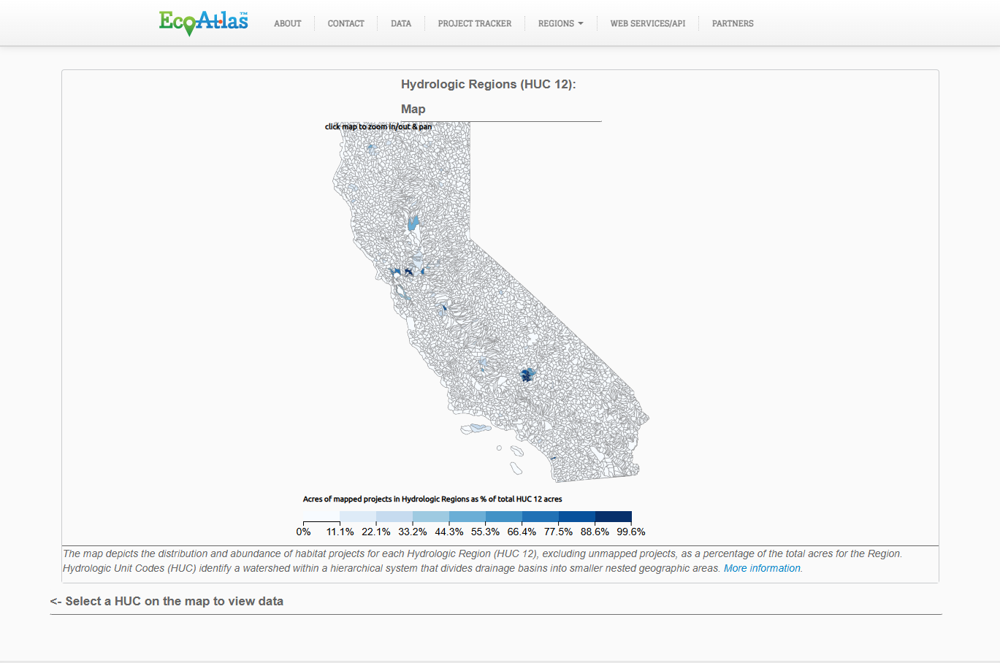 EcoAtlas™
ABOUT
CONTACT
DATA
PROJECT TRACKER
REGIONS
WEB SERVICES/API
PARTNERS
Hydrologic Regions (HUC 12):
Map
click map to zoom in/out & pan
Acres of mapped projects in Hydrologic Regions as % of total HUC 12 acres
0% 11.1% 22.1% 33.2% 44.3% 55.3% 66.4% 77.5% 88.6% 99.6%
The map depicts the distribution and abundance of habitat projects for each Hydrologic Region (HUC 12), excluding unmapped projects, as a percentage of the total acres for the Region.
Hydrologic Unit Codes (HUC) identify a watershed within a hierarchical system that divides drainage basins into smaller nested geographic areas. More information.
<- Select a HUC on the map to view data